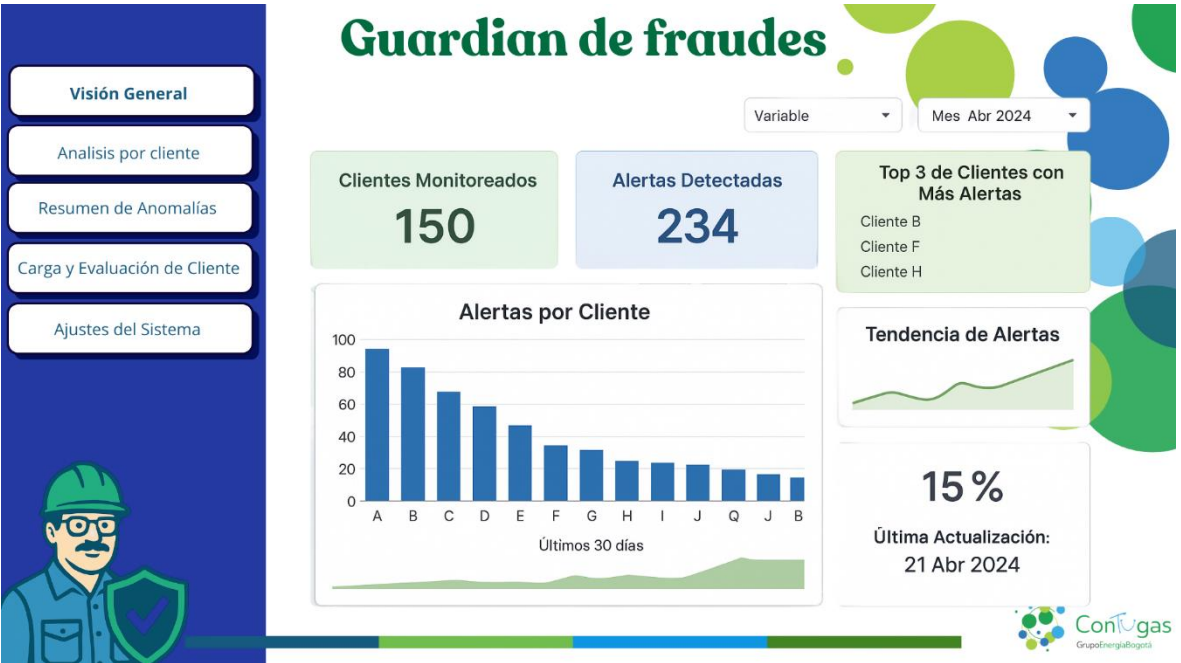 Guardian de fraudes
Visión General
Analisis por cliente
Resumen de Anomalías
Carga y Evaluación de Cliente
Ajustes del Sistema
Variable
Mes Abr 2024
Clientes Monitoreados
150
Alertas Detectadas
234
Top 3 de Clientes con
Más Alertas
Cliente B
Cliente F
Cliente H
Alertas por Cliente
100
80
60
40
20
0
A B C D E F G H I J Q J B
Últimos 30 días
Tendencia de Alertas
15%
Última Actualización:
21 Abr 2024
ConTUgas
GrupoEnergíaBogotá